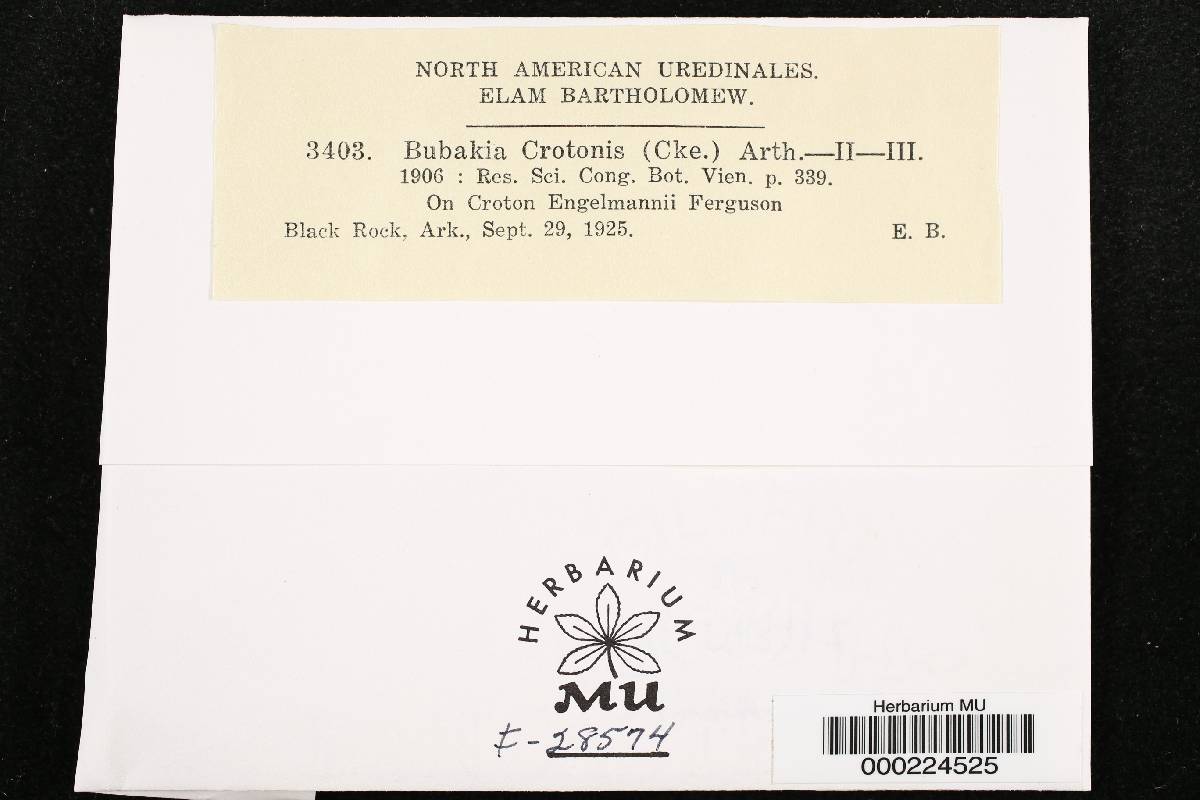 NORTH AMERICAN UREDINALES.
ELAM BARTHOLOMEW.
3403. Bubakia Crotonis (Cke.) Arth.—II—III.
1906 : Res. Sci. Cong. Bot. Vien. p. 339.
On Croton Engelmannii Ferguson
Black Rock, Ark., Sept. 29, 1925. E. B.
HERBARIUM
MU
F-28574
Herbarium MU
000224525